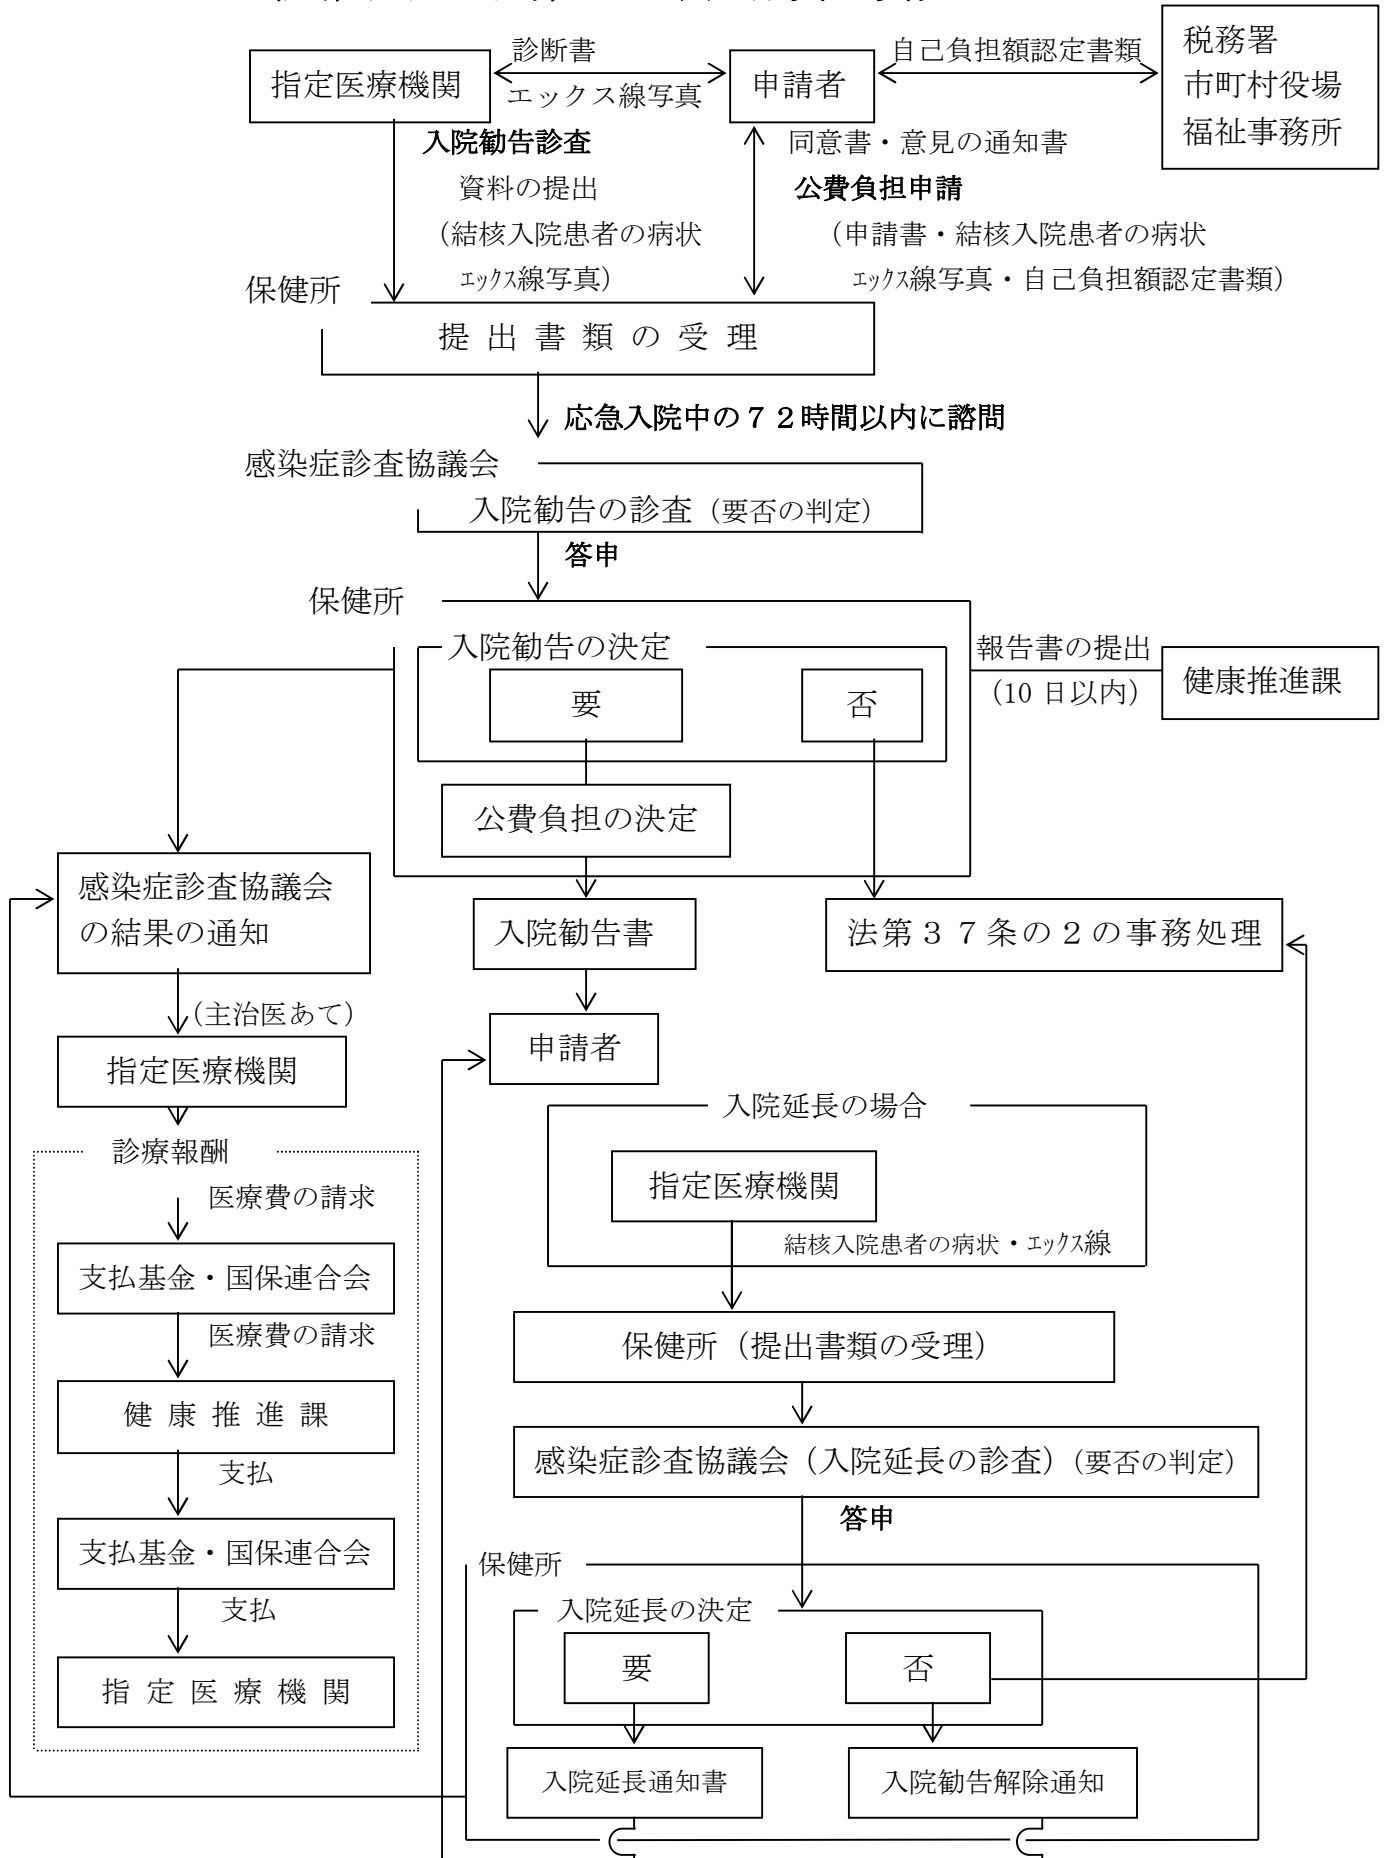 診断書
自己負担額認定書類
税務署
指定医療機関
申請者
市町村役場
エックス線写真
福祉事務所
入院勧告診査
同意書・意見の通知書
資料の提出
公費負担申請
（結核入院患者の病状
（申請書・結核入院患者の病状
エックス線写真）
エックス線写真・自己負担額認定書類）
保健所
提出書類の受理
応急入院中の７２時間以内に諮問
感染症診査協議会
入院勧告の診査（要否の判定）
答申
保健所
入院勧告の決定
報告書の提出
要
否
（10 日以内）
健康推進課
公費負担の決定
感染症診査協議会
の結果の通知
入院勧告書
法第３７条の２の事務処理
（主治医あて）
申請者
指定医療機関
入院延長の場合
診療報酬
指定医療機関
医療費の請求
結核入院患者の病状・エックス線
支払基金・国保連合会
医療費の請求
保健所（提出書類の受理）
健康推進課
感染症診査協議会（入院延長の診査）（要否の判定）
支払
答申
支払基金・国保連合会
保健所
支払
入院延長の決定
要
否
指定医療機関
入院延長通知書
入院勧告解除通知